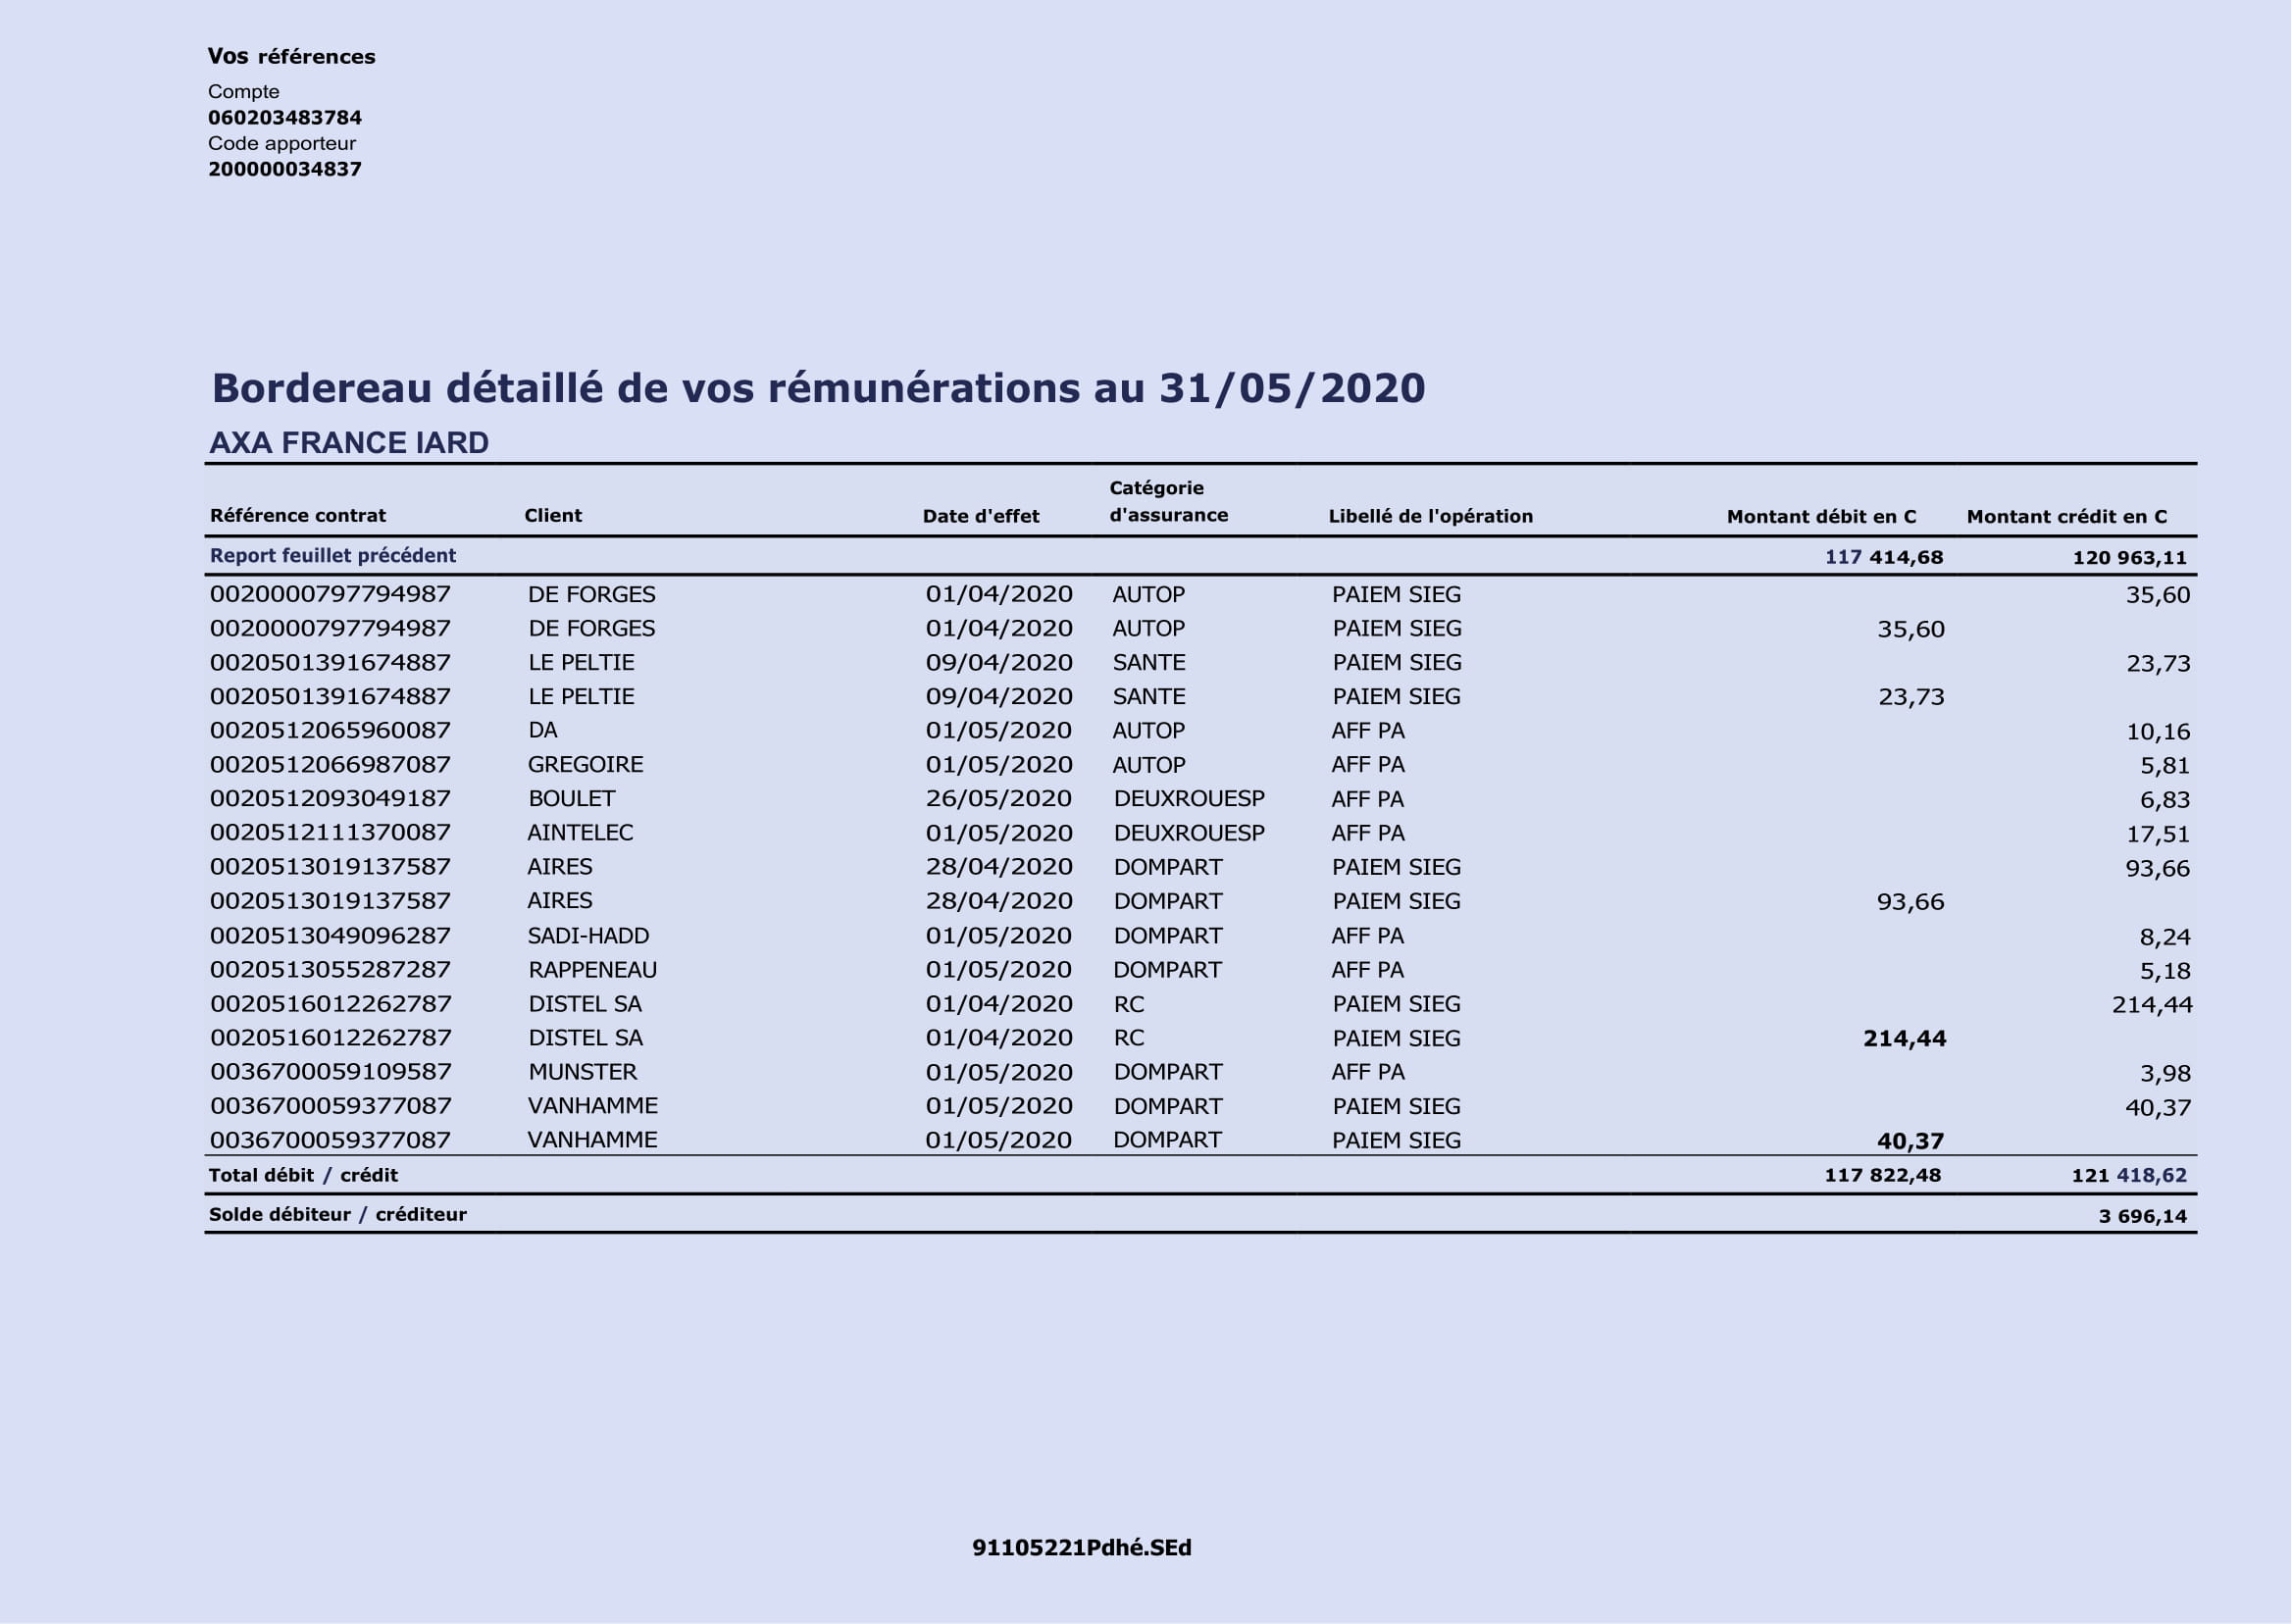 Vos références
Compte
060203483784
Code apporteur
200000034837
Bordereau détaillé de vos rémunérations au 31/05/2020
AXA FRANCE IARD
Référence contrat Client Date d'effet Catégorie d'assurance Libellé de l'opération Montant débit en C Montant crédit en C
Report feuillet précédent 117 414,68 120 963,11
0020000797794987 DE FORGES 01/04/2020 AUTOP PAIEM SIEG 35,60
0020000797794987 DE FORGES 01/04/2020 AUTOP PAIEM SIEG 35,60
0020501391674887 LE PELTIE 09/04/2020 SANTE PAIEM SIEG 23,73
0020501391674887 LE PELTIE 09/04/2020 SANTE PAIEM SIEG 23,73
0020512065960087 DA 01/05/2020 AUTOP AFF PA 10,16
0020512066987087 GREGOIRE 01/05/2020 AUTOP AFF PA 5,81
0020512093049187 BOULET 26/05/2020 DEUXROUESP AFF PA 6,83
0020512111370087 AINTELEC 01/05/2020 DEUXROUESP AFF PA 17,51
0020513019137587 AIRES 28/04/2020 DOMPART PAIEM SIEG 93,66
0020513019137587 AIRES 28/04/2020 DOMPART PAIEM SIEG 93,66
0020513049096287 SADI-HADD 01/05/2020 DOMPART AFF PA 8,24
0020513055287287 RAPPENEAU 01/05/2020 DOMPART AFF PA 5,18
0020516012262787 DISTEL SA 01/04/2020 RC PAIEM SIEG 214,44
0020516012262787 DISTEL SA 01/04/2020 RC PAIEM SIEG 214,44
0036700059109587 MUNSTER 01/05/2020 DOMPART AFF PA 3,98
0036700059377087 VANHAMME 01/05/2020 DOMPART PAIEM SIEG 40,37
0036700059377087 VANHAMME 01/05/2020 DOMPART PAIEM SIEG 40,37
Total débit / crédit 117 822,48 121 418,62
Solde débiteur / créditeur 3 696,14
91105221Pdhé.SEd